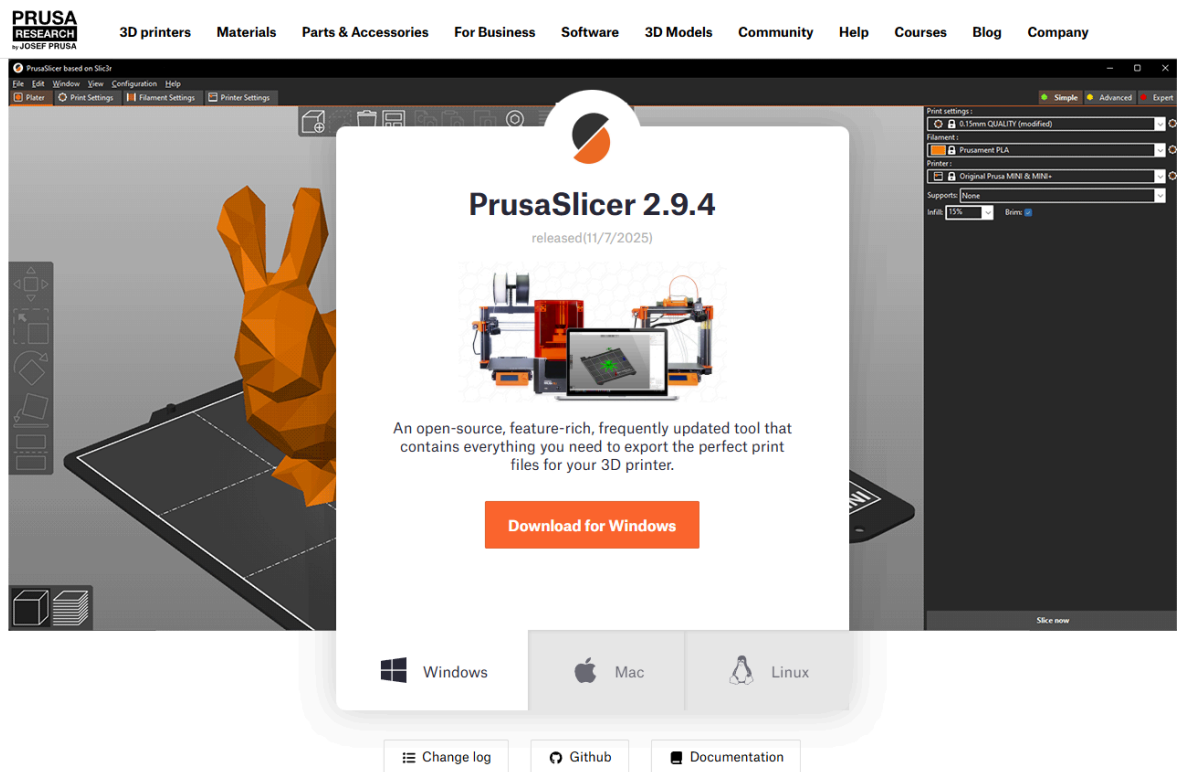 PRUSA
RESEARCH
by JOSEF PRUSA
3D printers Materials Parts & Accessories For Business Software 3D Models Community Help Courses Blog Company
PrusaSlicer based on Slic3r
File Edit Window View Configuration Help
Plater Print Settings Filament Settings Printer Settings
Simple Advanced Expert
Print settings :
0.15mm QUALITY (modified)
Filament :
Prusament PLA
Printer :
Original Prusa MINI & MINI+
Supports: None
Infill: 15% Brim:
PrusaSlicer 2.9.4
released(11/7/2025)
An open-source, feature-rich, frequently updated tool that
contains everything you need to export the perfect print
files for your 3D printer.
Download for Windows
INI
Slice now
Windows Mac Linux
Change log Github Documentation